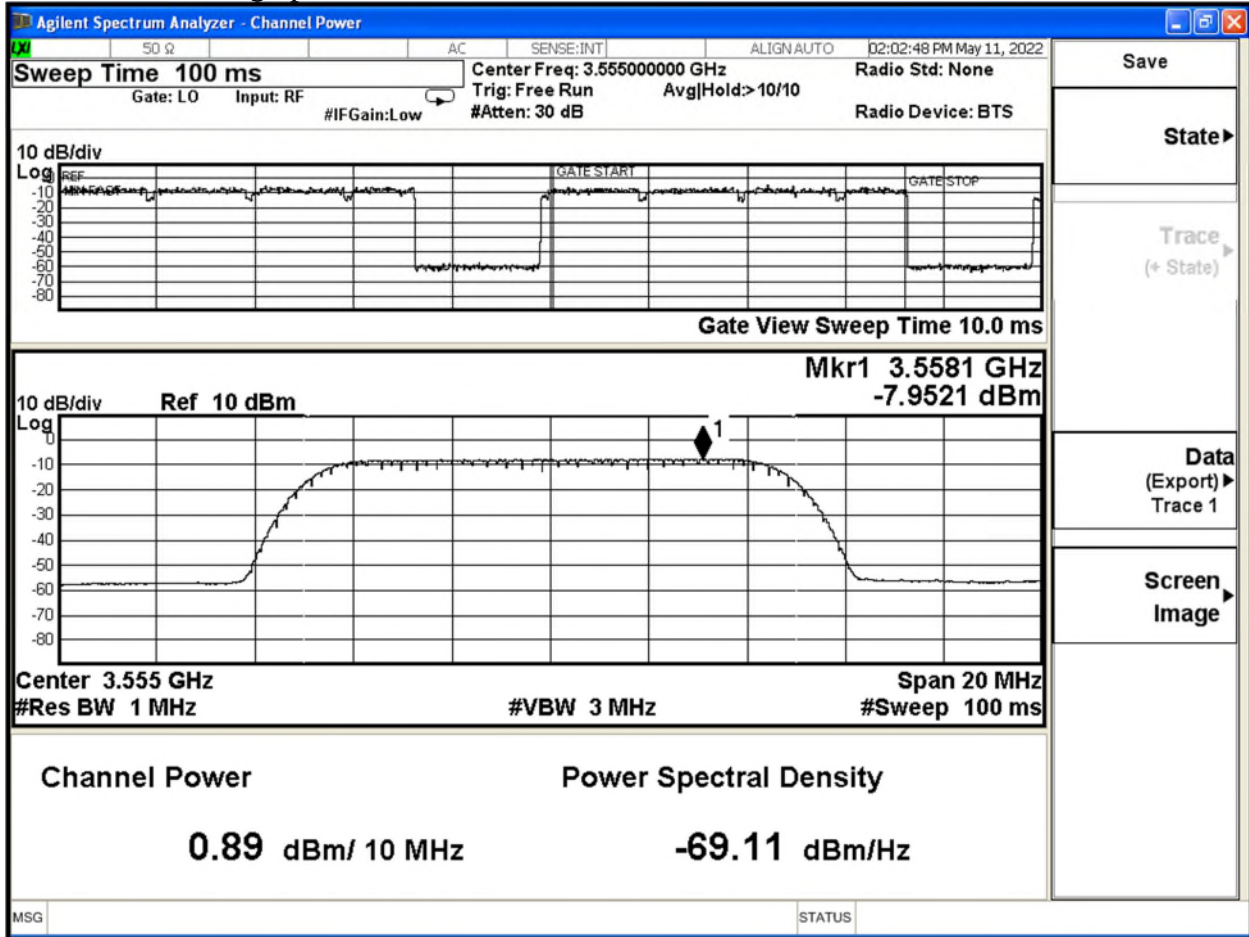 Agilent Spectrum Analyzer - Channel Power
LXI 50 Ω AC SENSE:INT ALIGN AUTO 02:02:48 PM May 11, 2022
Sweep Time 100 ms
Center Freq: 3.555000000 GHz Radio Std: None
Gate: LO Input: RF Trig: Free Run Avg|Hold:>10/10
#IFGain:Low #Atten: 30 dB Radio Device: BTS
10 dB/div
Log
REF GATE START
GATE STOP
-10
-20
-30
-40
-50
-60
-70
-80
Gate View Sweep Time 10.0 ms
Mkr1 3.5581 GHz
-7.9521 dBm
10 dB/div Ref 10 dBm
Log
1
0
-10
-20
-30
-40
-50
-60
-70
-80
Center 3.555 GHz Span 20 MHz
#Res BW 1 MHz #VBW 3 MHz #Sweep 100 ms
Channel Power Power Spectral Density
0.89 dBm/ 10 MHz -69.11 dBm/Hz
MSG STATUS
Save
State
Trace
(+ State)
Data
(Export)
Trace 1
Screen
Image